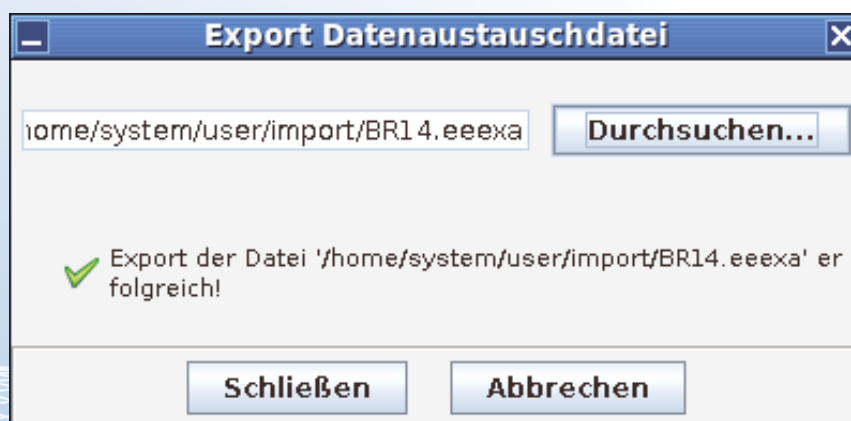 Export Datenaustauschdatei
home/system/user/import/BR14.eeexa
Durchsuchen...
Export der Datei '/home/system/user/import/BR14.eeexa' er
folgreich!
Schließen
Abbrechen